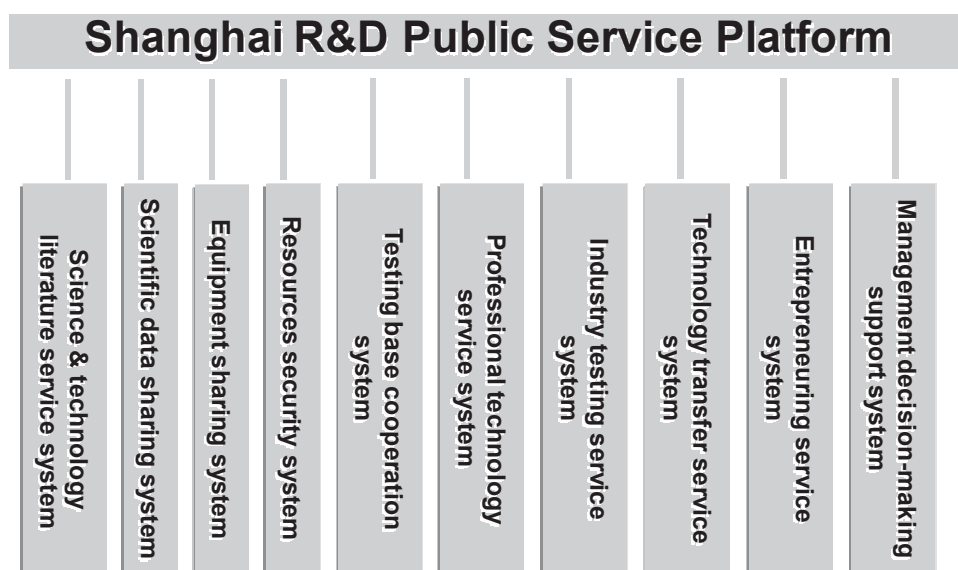 Shanghai R&D Public Service Platform
Science & technology
literature service system
Scientific data sharing system
Equipment sharing system
Resources security system
Testing base cooperation
system
Professional technology
service system
Industry testing service
system
Technology transfer service
system
Entrepreneuring service
system
Management decision-making
support system